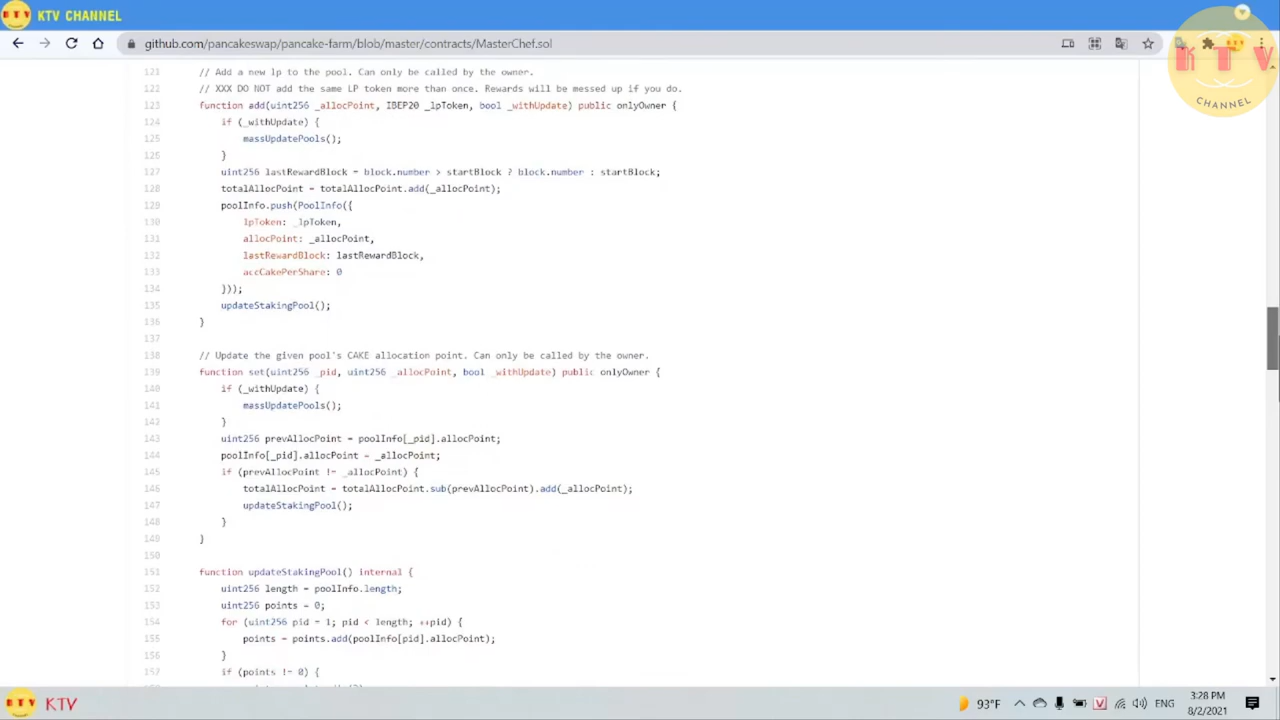 KTV CHANNEL
github.com/pancakeswap/pancake-farm/blob/master/contracts/MasterChef.sol
KTV
CHANNEL
121 // Add a new lp to the pool. Can only be called by the owner.
122 // XXX DO NOT add the same LP token more than once. Rewards will be messed up if you do.
123 function add(uint256 _allocPoint, IBEP20 _lpToken, bool _withUpdate) public onlyOwner {
124 if (_withUpdate) {
125 massUpdatePools();
126 }
127 uint256 lastRewardBlock = block.number > startBlock ? block.number : startBlock;
128 totalAllocPoint = totalAllocPoint.add(_allocPoint);
129 poolInfo.push(PoolInfo({
130 lpToken: _lpToken,
131 allocPoint: _allocPoint,
132 lastRewardBlock: lastRewardBlock,
133 accCakePerShare: 0
134 }));
135 updateStakingPool();
136 }
137
138 // Update the given pool's CAKE allocation point. Can only be called by the owner.
139 function set(uint256 _pid, uint256 _allocPoint, bool _withUpdate) public onlyOwner {
140 if (_withUpdate) {
141 massUpdatePools();
142 }
143 uint256 prevAllocPoint = poolInfo[_pid].allocPoint;
144 poolInfo[_pid].allocPoint = _allocPoint;
145 if (prevAllocPoint != _allocPoint) {
146 totalAllocPoint = totalAllocPoint.sub(prevAllocPoint).add(_allocPoint);
147 updateStakingPool();
148 }
149 }
150
151 function updateStakingPool() internal {
152 uint256 length = poolInfo.length;
153 uint256 points = 0;
154 for (uint256 pid = 1; pid < length; ++pid) {
155 points = points.add(poolInfo[pid].allocPoint);
156 }
157 if (points != 0) {
KTV
93°F
ENG
3:28 PM
8/2/2021